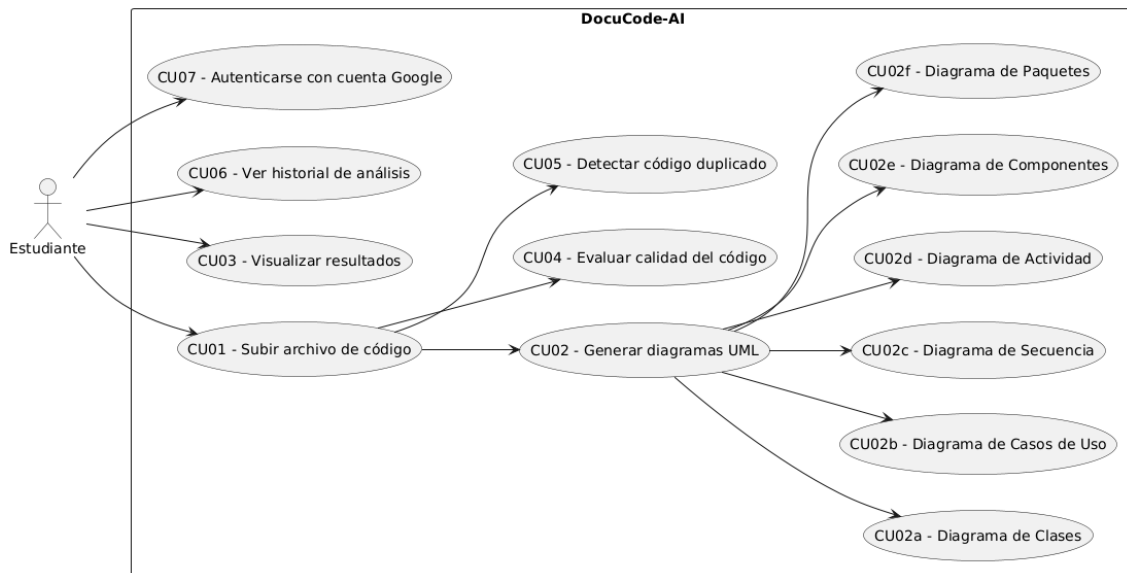 DocuCode-AI
CU07 - Autenticarse con cuenta Google
CU06 - Ver historial de análisis
CU03 - Visualizar resultados
CU01 - Subir archivo de código
Estudiante
CU05 - Detectar código duplicado
CU04 - Evaluar calidad del código
CU02 - Generar diagramas UML
CU02f - Diagrama de Paquetes
CU02e - Diagrama de Componentes
CU02d - Diagrama de Actividad
CU02c - Diagrama de Secuencia
CU02b - Diagrama de Casos de Uso
CU02a - Diagrama de Clases